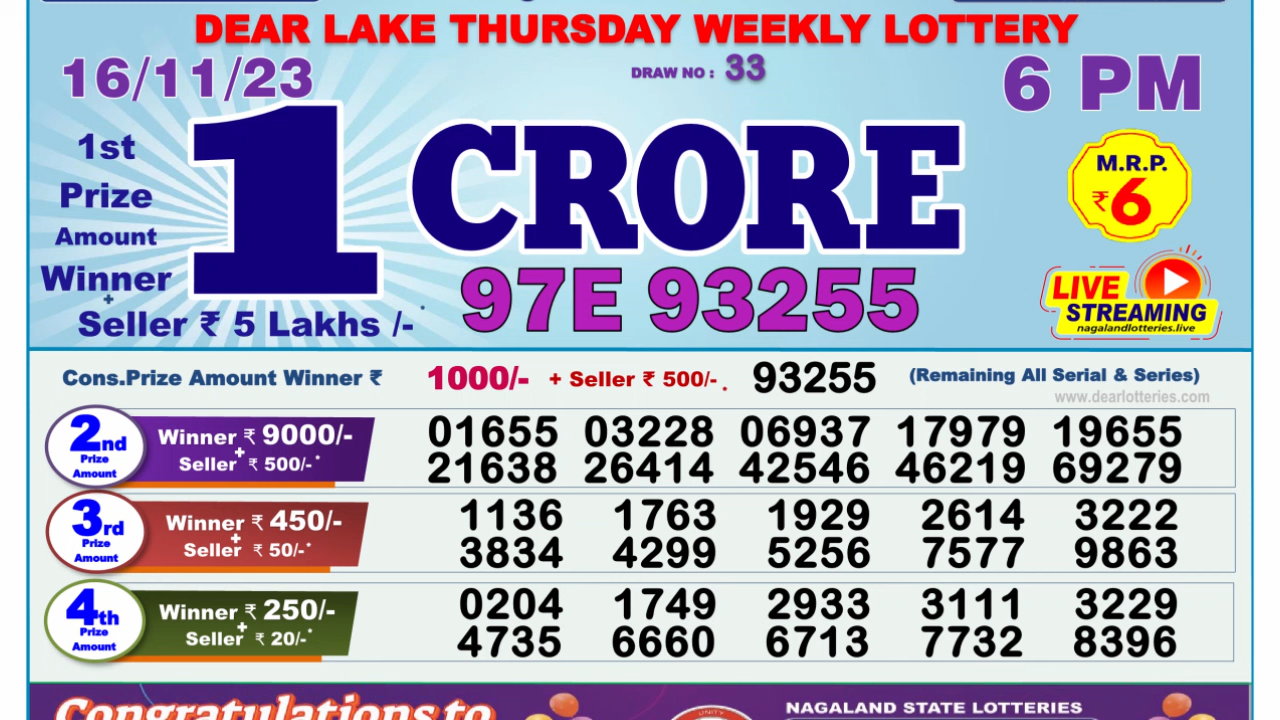 DEAR LAKE THURSDAY WEEKLY LOTTERY
16/11/23
DRAW NO : 33
6 PM
1st
Prize
Amount
Winner
+
Seller ₹ 5 Lakhs /-*
1 CRORE
97E 93255
M.R.P.
₹6
LIVE
STREAMING
nagalandlotteries.live
Cons.Prize Amount Winner ₹ 1000/- + Seller ₹ 500/- . 93255 (Remaining All Serial & Series)
www.dearlotteries.com
2nd
Prize
Amount
Winner ₹ 9000/-
+
Seller ₹ 500/-*
01655 03228 06937 17979 19655
21638 26414 42546 46219 69279
3rd
Prize
Amount
Winner ₹ 450/-
+
Seller ₹ 50/-*
1136 1763 1929 2614 3222
3834 4299 5256 7577 9863
4th
Prize
Amount
Winner ₹ 250/-
+
Seller ₹ 20/-*
0204 1749 2933 3111 3229
4735 6660 6713 7732 8396
Congratulations to
UNITY
NAGALAND STATE LOTTERIES